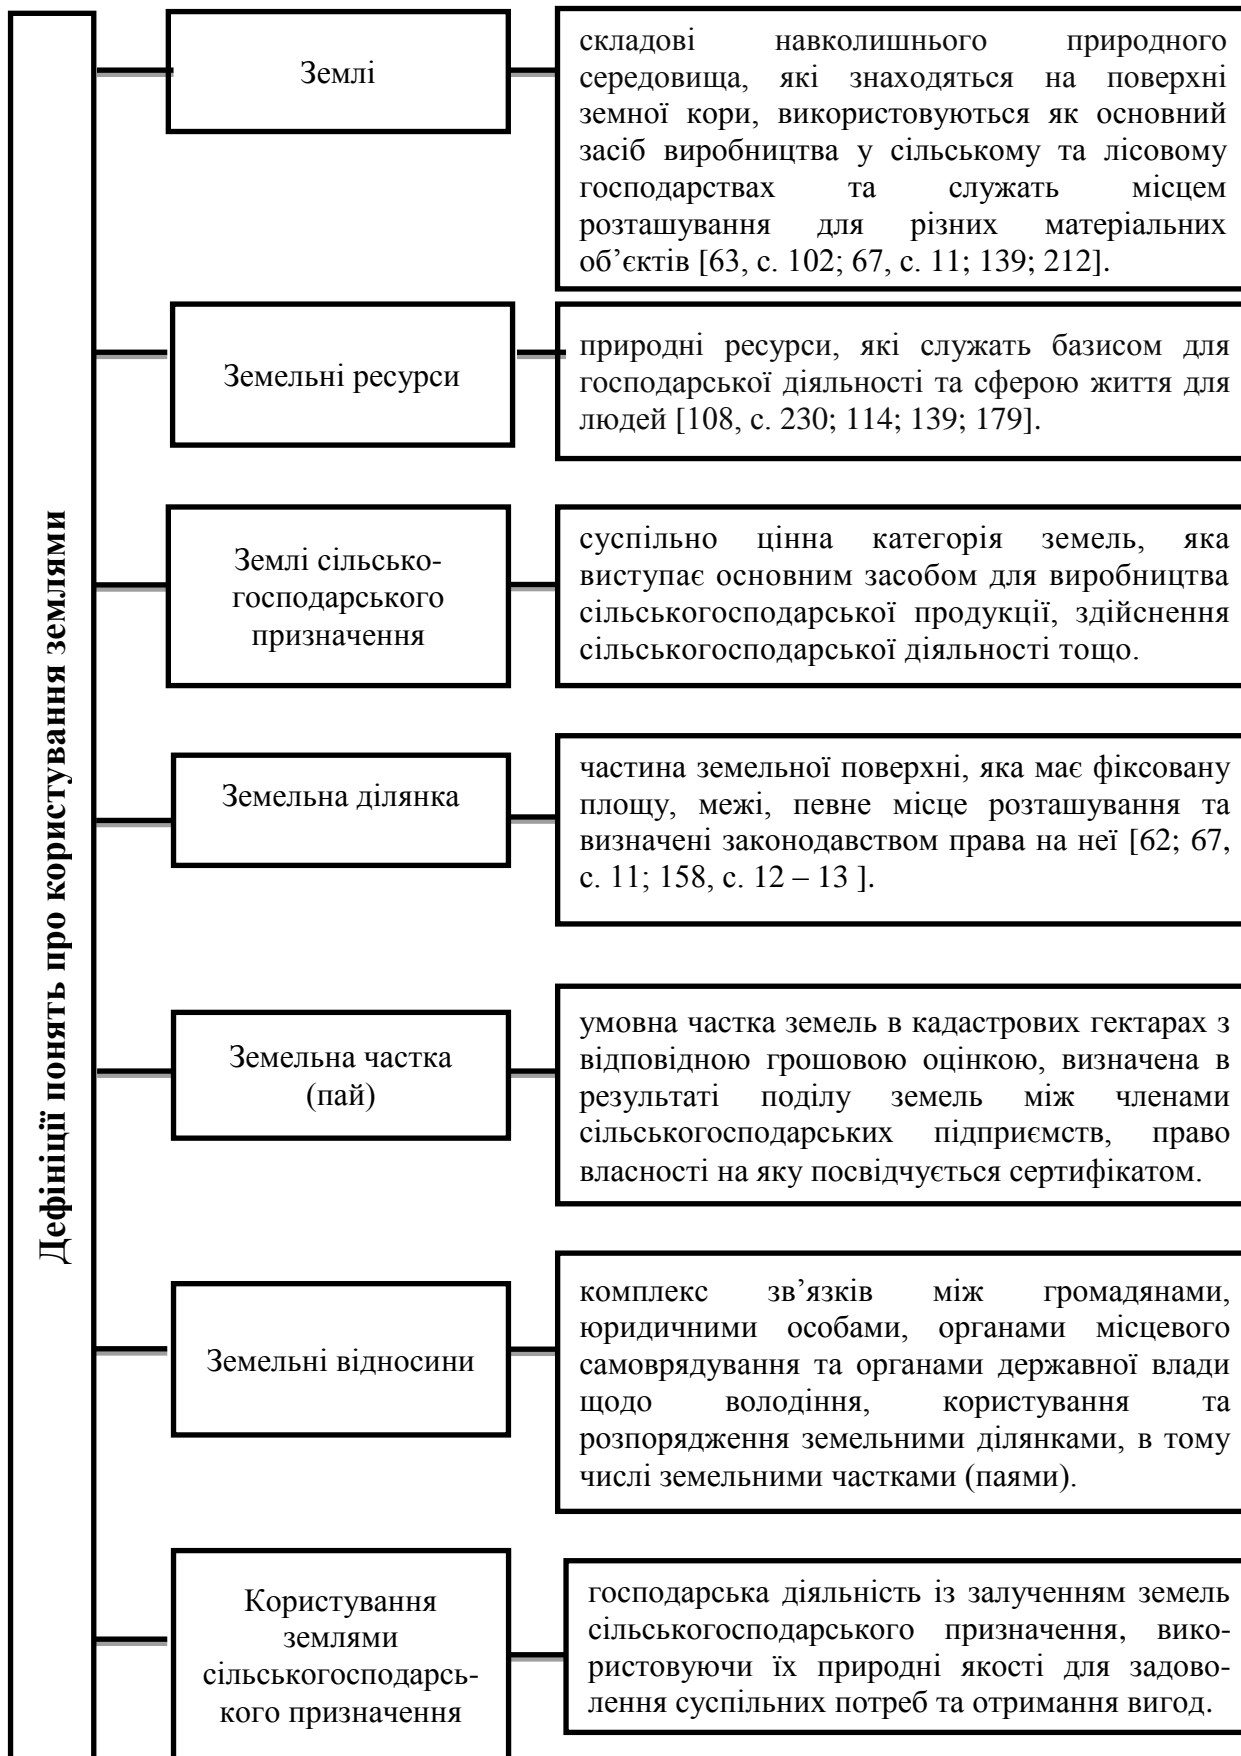 Дефініції понять про користування землями
Землі
складові навколишнього природного
середовища, які знаходяться на поверхні
земної кори, використовуються як основний
засіб виробництва у сільському та лісовому
господарствах та служать місцем
розташування для різних матеріальних
об’єктів [63, с. 102; 67, с. 11; 139; 212].
Земельні ресурси
природні ресурси, які служать базисом для
господарської діяльності та сферою життя для
людей [108, с. 230; 114; 139; 179].
Землі сільсько-
господарського
призначення
суспільно цінна категорія земель, яка
виступає основним засобом для виробництва
сільськогосподарської продукції, здійснення
сільськогосподарської діяльності тощо.
Земельна ділянка
частина земельної поверхні, яка має фіксовану
площу, межі, певне місце розташування та
визначені законодавством права на неї [62; 67,
с. 11; 158, с. 12 – 13 ].
Земельна частка
(пай)
умовна частка земель в кадастрових гектарах з
відповідною грошовою оцінкою, визначена в
результаті поділу земель між членами
сільськогосподарських підприємств, право
власності на яку посвідчується сертифікатом.
Земельні відносини
комплекс зв’язків між громадянами,
юридичними особами, органами місцевого
самоврядування та органами державної влади
щодо володіння, користування та
розпорядження земельними ділянками, в тому
числі земельними частками (паями).
Користування
землями
сільськогосподарсь-
кого призначення
господарська діяльність із залученням земель
сільськогосподарського призначення, вико-
ристовуючи їх природні якості для задово-
лення суспільних потреб та отримання вигод.